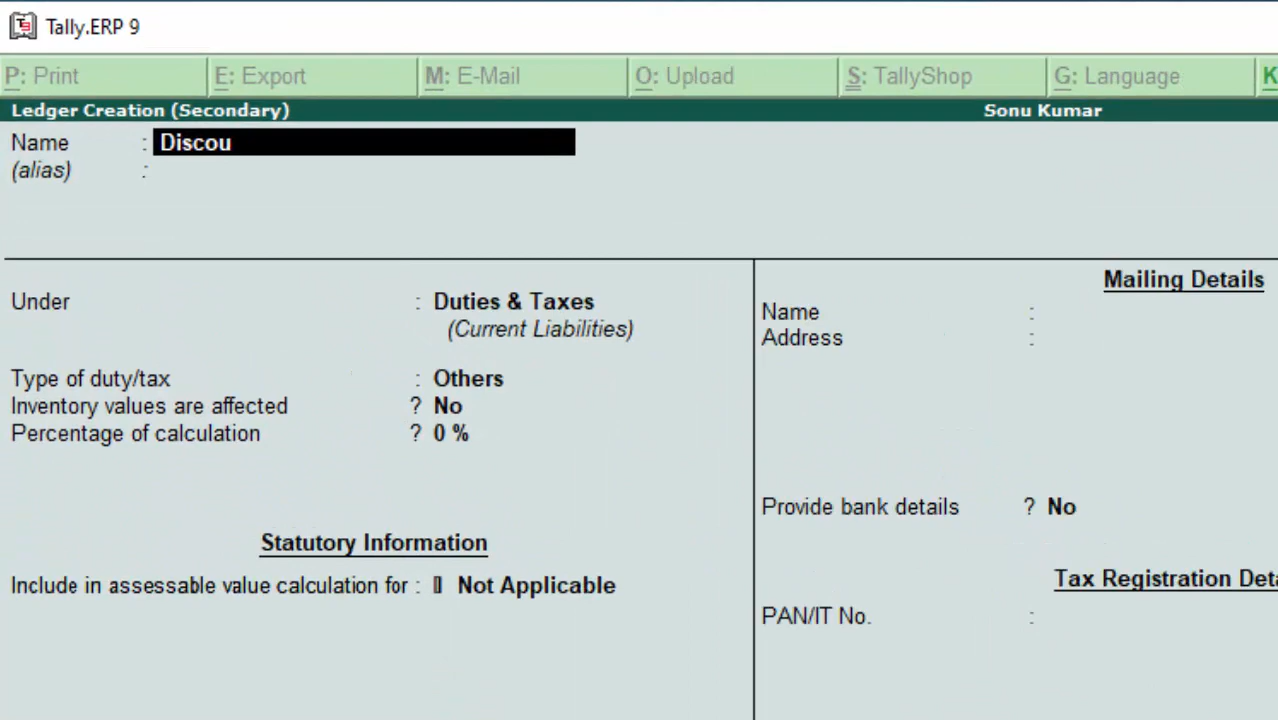 Tally.ERP 9
P: Print E: Export M: E-Mail O: Upload S: TallyShop G: Language K
Ledger Creation (Secondary) Sonu Kumar
Name : Discou
(alias) :
Mailing Details
Under : Duties & Taxes
(Current Liabilities)
Name :
Address :
Type of duty/tax : Others
Inventory values are affected ? No
Percentage of calculation ? 0 %
Provide bank details ? No
Statutory Information
Include in assessable value calculation for : Not Applicable
Tax Registration Deta
PAN/IT No. :